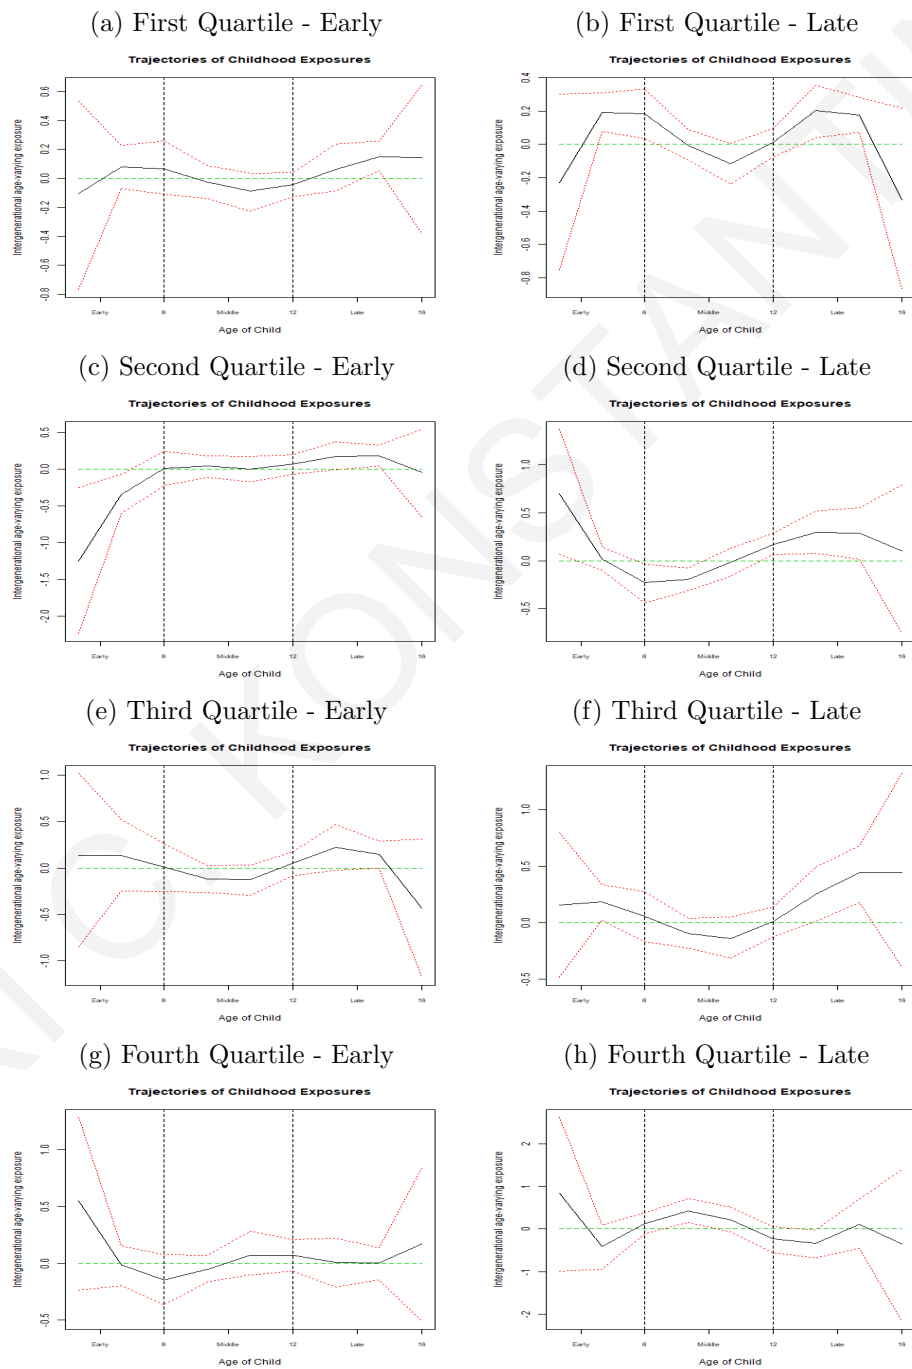 (a) First Quartile - Early
Trajectories of Childhood Exposures
Intergenerational age-varying exposure
0.6
0.4
0.2
0.0
-0.2
-0.4
-0.6
-0.8
Early 6 Middle 12 Late 18
Age of Child
(b) First Quartile - Late
Trajectories of Childhood Exposures
Intergenerational age-varying exposure
0.4
0.2
0.0
-0.2
-0.4
-0.6
-0.8
Early 6 Middle 12 Late 18
Age of Child
(c) Second Quartile - Early
Trajectories of Childhood Exposures
Intergenerational age-varying exposure
0.5
0.0
-0.5
-1.0
-1.5
-2.0
Early 6 Middle 12 Late 18
Age of Child
(d) Second Quartile - Late
Trajectories of Childhood Exposures
Intergenerational age-varying exposure
1.0
0.5
0.0
-0.5
Early 6 Middle 12 Late 18
Age of Child
(e) Third Quartile - Early
Trajectories of Childhood Exposures
Intergenerational age-varying exposure
1.0
0.5
0.0
-0.5
-1.0
Early 6 Middle 12 Late 18
Age of Child
(f) Third Quartile - Late
Trajectories of Childhood Exposures
Intergenerational age-varying exposure
1.0
0.5
0.0
-0.5
Early 6 Middle 12 Late 18
Age of Child
(g) Fourth Quartile - Early
Trajectories of Childhood Exposures
Intergenerational age-varying exposure
1.0
0.5
0.0
-0.5
Early 6 Middle 12 Late 18
Age of Child
(h) Fourth Quartile - Late
Trajectories of Childhood Exposures
Intergenerational age-varying exposure
2
1
0
-1
-2
Early 6 Middle 12 Late 18
Age of Child
C. KONSTANTIN